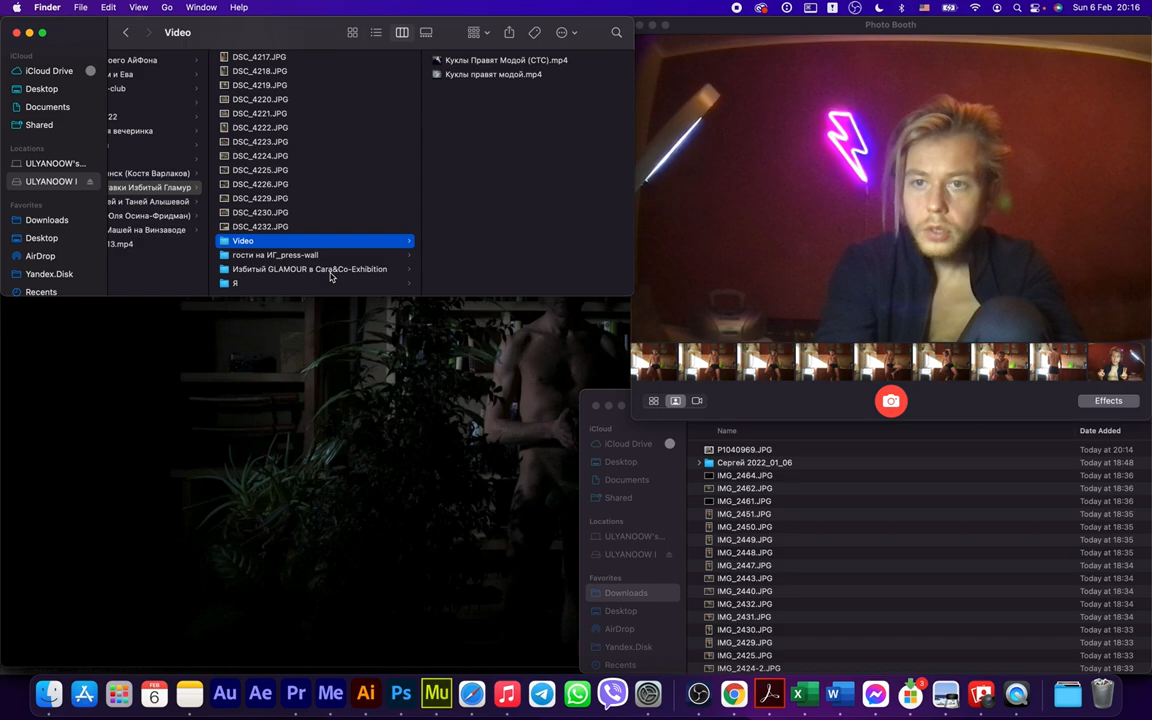 Finder File Edit View Go Window Help
Sun 6 Feb 20:16
Video
Photo Booth
iCloud
iCloud Drive
Desktop
Documents
Shared
Locations
ULYANOOW's...
ULYANOOW I
Favorites
Downloads
Desktop
AirDrop
Yandex.Disk
Recents
оего АйФона
m и Ева
-club
22
я вечеринка
инск (Костя Варлаков)
авки Избитый Гламур
ей и Таней Алышевой
Юля Осина-Фридман)
Машей на Винзаводе
13.mp4
DSC_4217.JPG
DSC_4218.JPG
DSC_4219.JPG
DSC_4220.JPG
DSC_4221.JPG
DSC_4222.JPG
DSC_4223.JPG
DSC_4224.JPG
DSC_4225.JPG
DSC_4226.JPG
DSC_4229.JPG
DSC_4230.JPG
DSC_4232.JPG
Video
гости на ИГ_press-wall
Избитый GLAMOUR в Cara&Co-Exhibition
Я
Куклы Правят Модой (СТС).mp4
Куклы правят модой.mp4
Effects
iCloud
iCloud Drive
Desktop
Documents
Shared
Locations
ULYANOOW's...
ULYANOOW I
Favorites
Downloads
Desktop
AirDrop
Yandex.Disk
Recents
Name Date Added
P1040969.JPG Today at 20:14
Сергей 2022_01_06 Today at 18:48
IMG_2464.JPG Today at 18:36
IMG_2462.JPG Today at 18:36
IMG_2461.JPG Today at 18:36
IMG_2451.JPG Today at 18:35
IMG_2450.JPG Today at 18:35
IMG_2449.JPG Today at 18:35
IMG_2448.JPG Today at 18:35
IMG_2447.JPG Today at 18:34
IMG_2443.JPG Today at 18:34
IMG_2440.JPG Today at 18:34
IMG_2432.JPG Today at 18:34
IMG_2431.JPG Today at 18:34
IMG_2430.JPG Today at 18:33
IMG_2429.JPG Today at 18:33
IMG_2425.JPG Today at 18:33
IMG_2424-2.JPG Today at 18:33
FEB
6
Au Ae Pr Me Ai Ps Mu
3